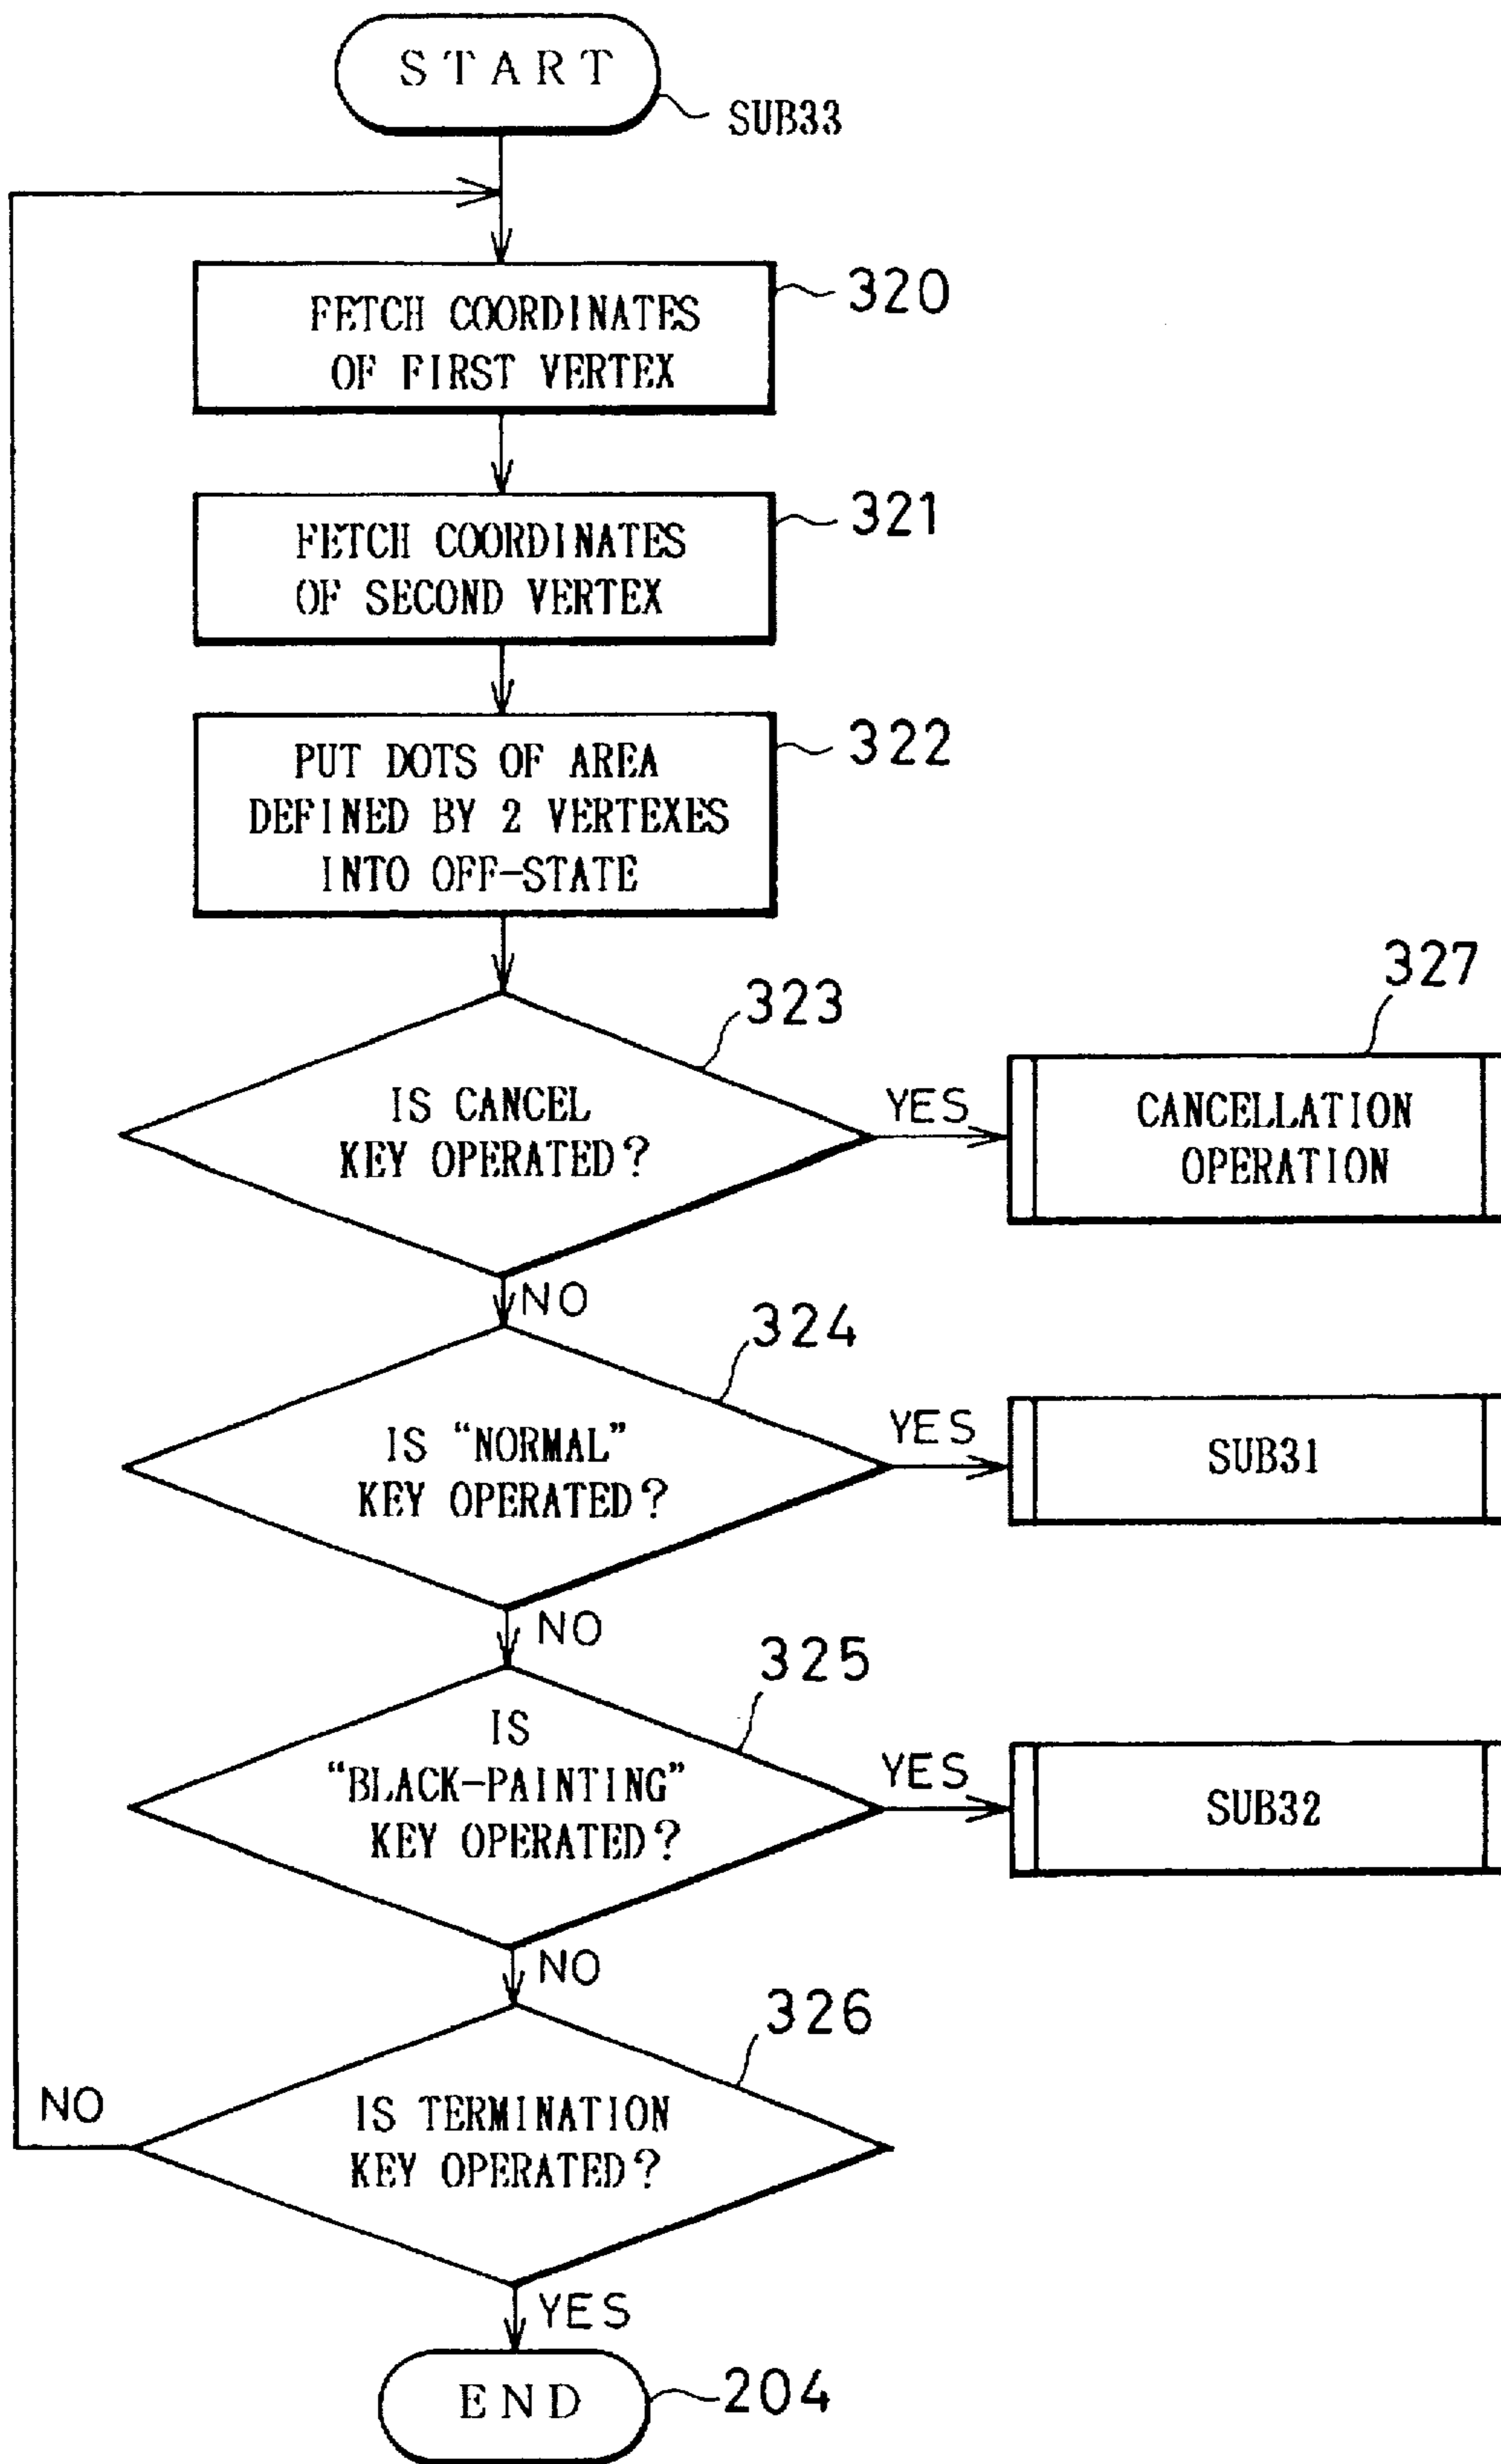 START
SUB33
FETCH COORDINATES
OF FIRST VERTEX
320
FETCH COORDINATES
OF SECOND VERTEX
321
PUT DOTS OF AREA
DEFINED BY 2 VERTEXES
INTO OFF-STATE
322
323
IS CANCEL
KEY OPERATED?
YES
327
CANCELLATION
OPERATION
NO
324
IS “NORMAL”
KEY OPERATED?
YES
SUB31
NO
325
IS
“BLACK-PAINTING”
KEY OPERATED?
YES
SUB32
NO
326
IS TERMINATION
KEY OPERATED?
NO
YES
END
204